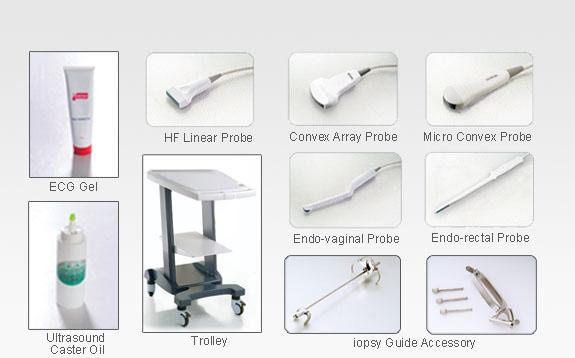 HF Linear Probe
Convex Array Probe
Micro Convex Probe
ECG Gel
Endo-vaginal Probe
Endo-rectal Probe
Ultrasound
Caster Oil
Trolley
iopsy Guide Accessory